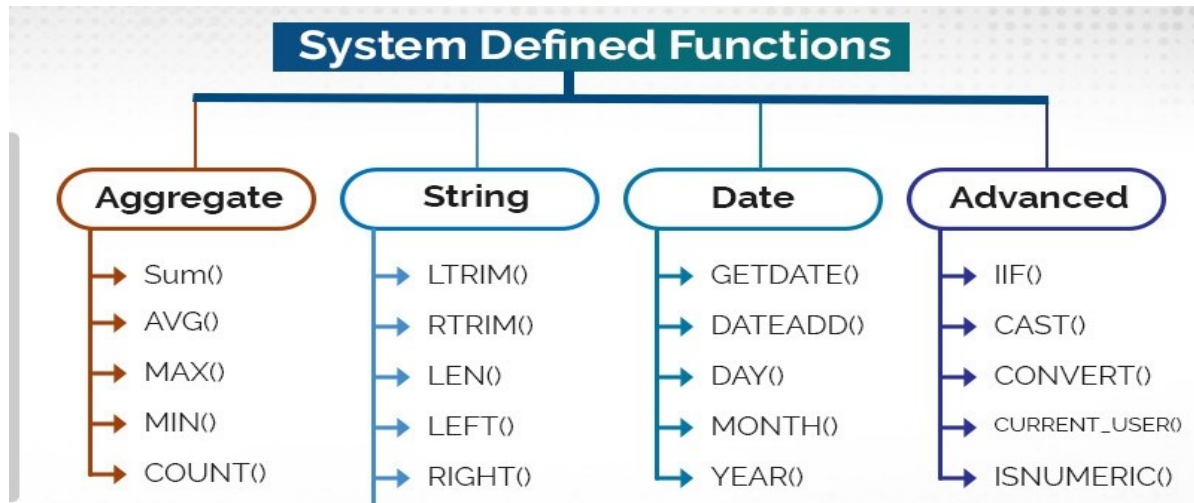 System Defined Functions
Aggregate
Sum()
AVG()
MAX()
MIN()
COUNT()
String
LTRIM()
RTRIM()
LEN()
LEFT()
RIGHT()
Date
GETDATE()
DATEADD()
DAY()
MONTH()
YEAR()
Advanced
IIF()
CAST()
CONVERT()
CURRENT_USER()
ISNUMERIC()